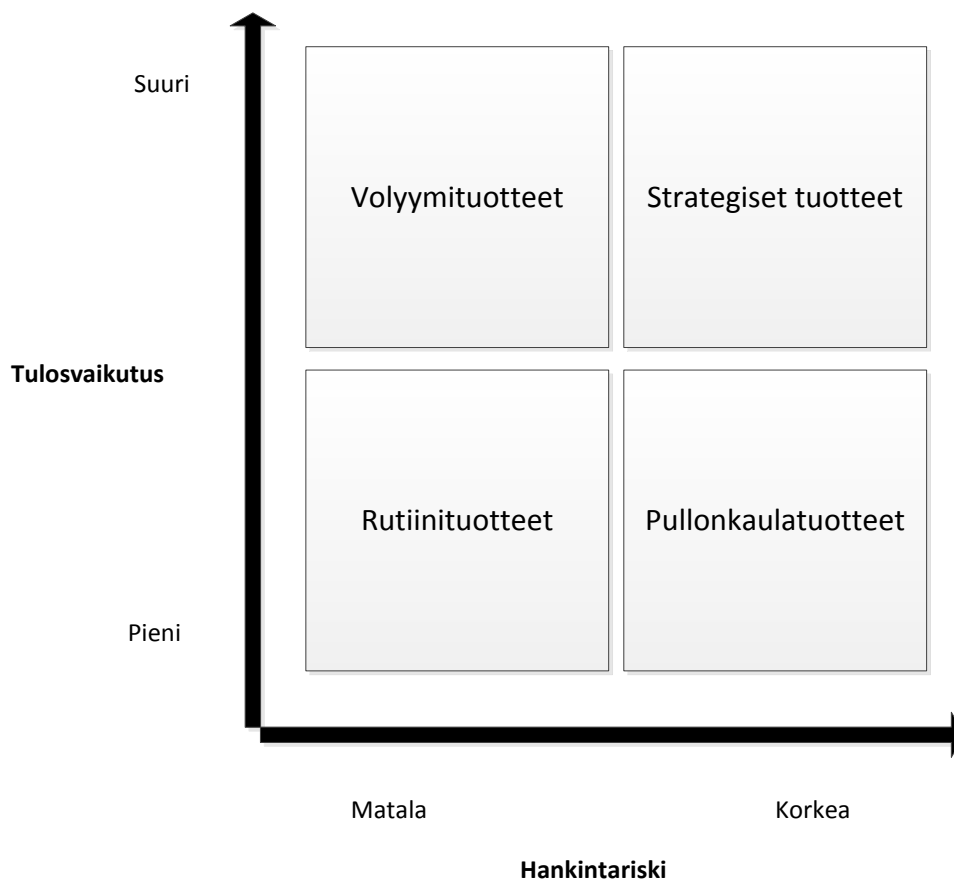 Suuri
Volyymituotteet
Strategiset tuotteet
Tulosvaikutus
Rutiinituotteet
Pullonkaulatuotteet
Pieni
Matala
Korkea
Hankintariski